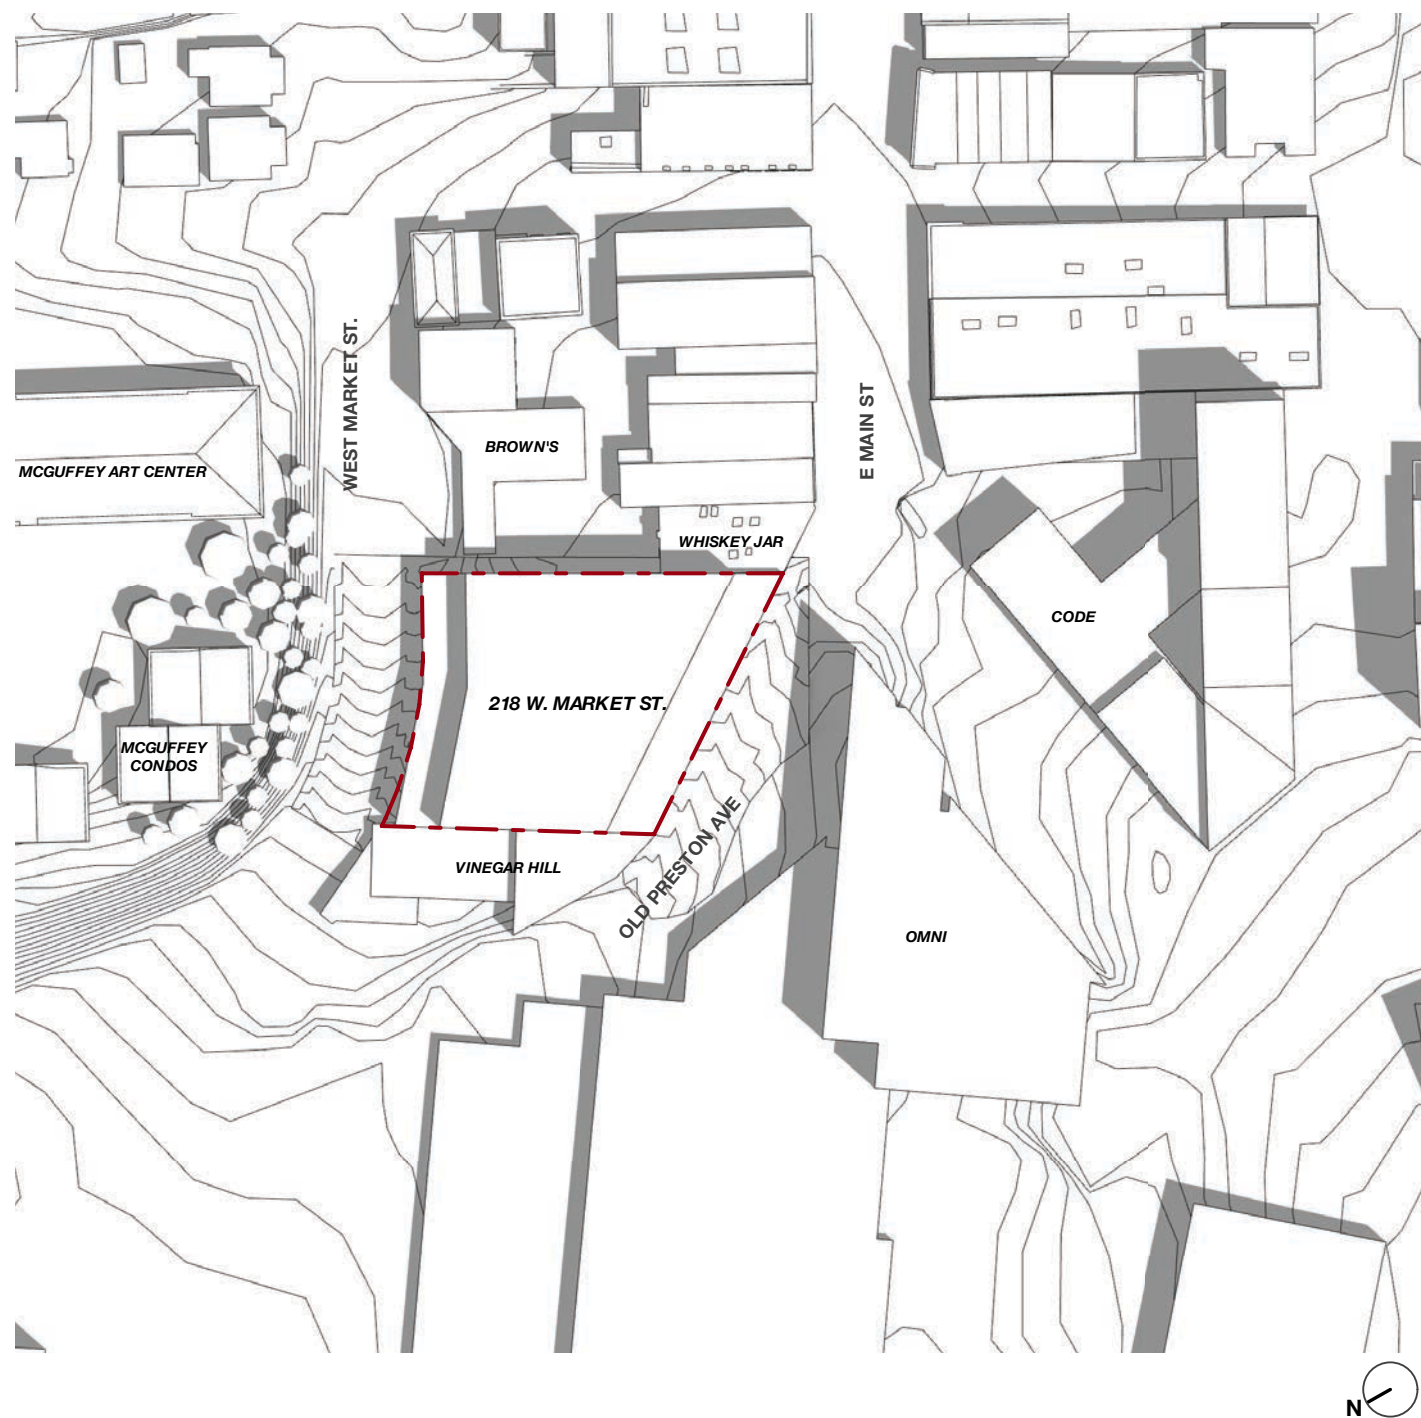 WEST MARKET ST.
E MAIN ST
BROWN'S
MCGUFFEY ART CENTER
WHISKEY JAR
CODE
218 W. MARKET ST.
MCGUFFEY
CONDOS
OLD PRESTON AVE
VINEGAR HILL
OMNI
N